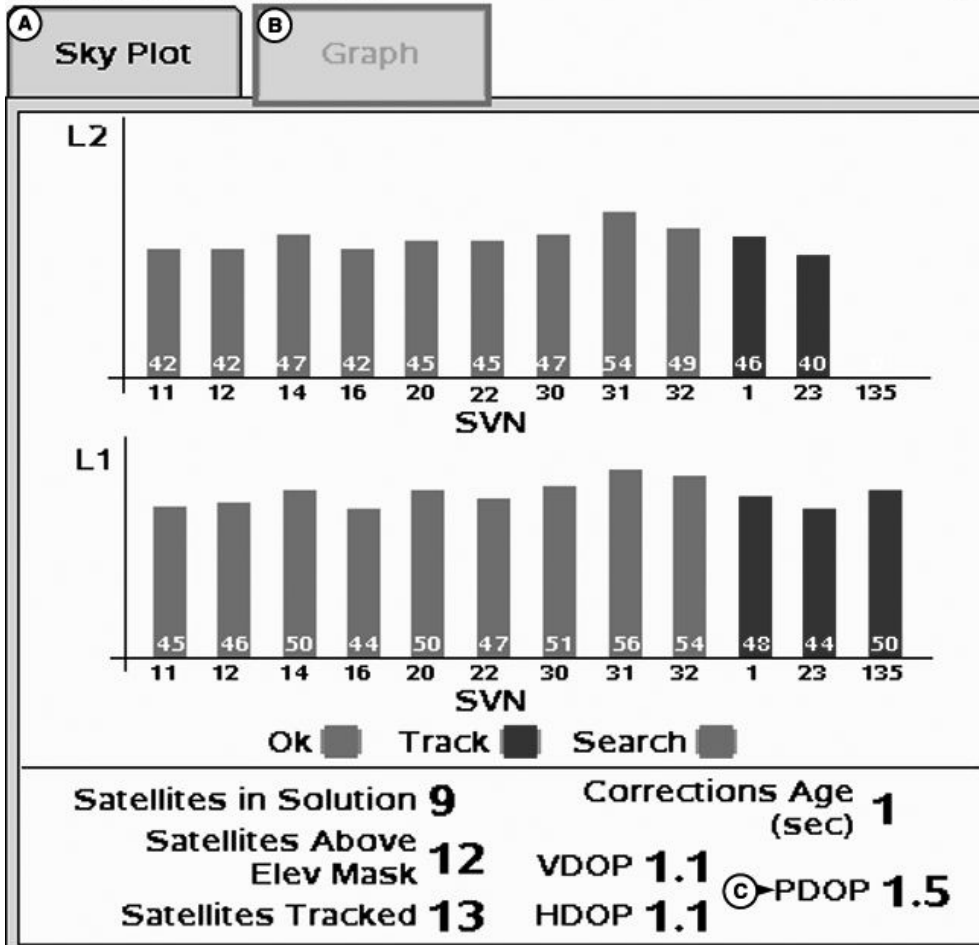 A
Sky Plot
B
Graph
L2
42 42 47 42 45 45 47 54 49 46 40
11 12 14 16 20 22 30 31 32 1 23 135
SVN
L1
45 46 50 44 50 47 51 56 54 48 44 50
11 12 14 16 20 22 30 31 32 1 23 135
SVN
Ok Track Search
Satellites in Solution 9
Corrections Age
(sec) 1
Satellites Above
Elev Mask 12
VDOP 1.1
C PDOP 1.5
Satellites Tracked 13
HDOP 1.1